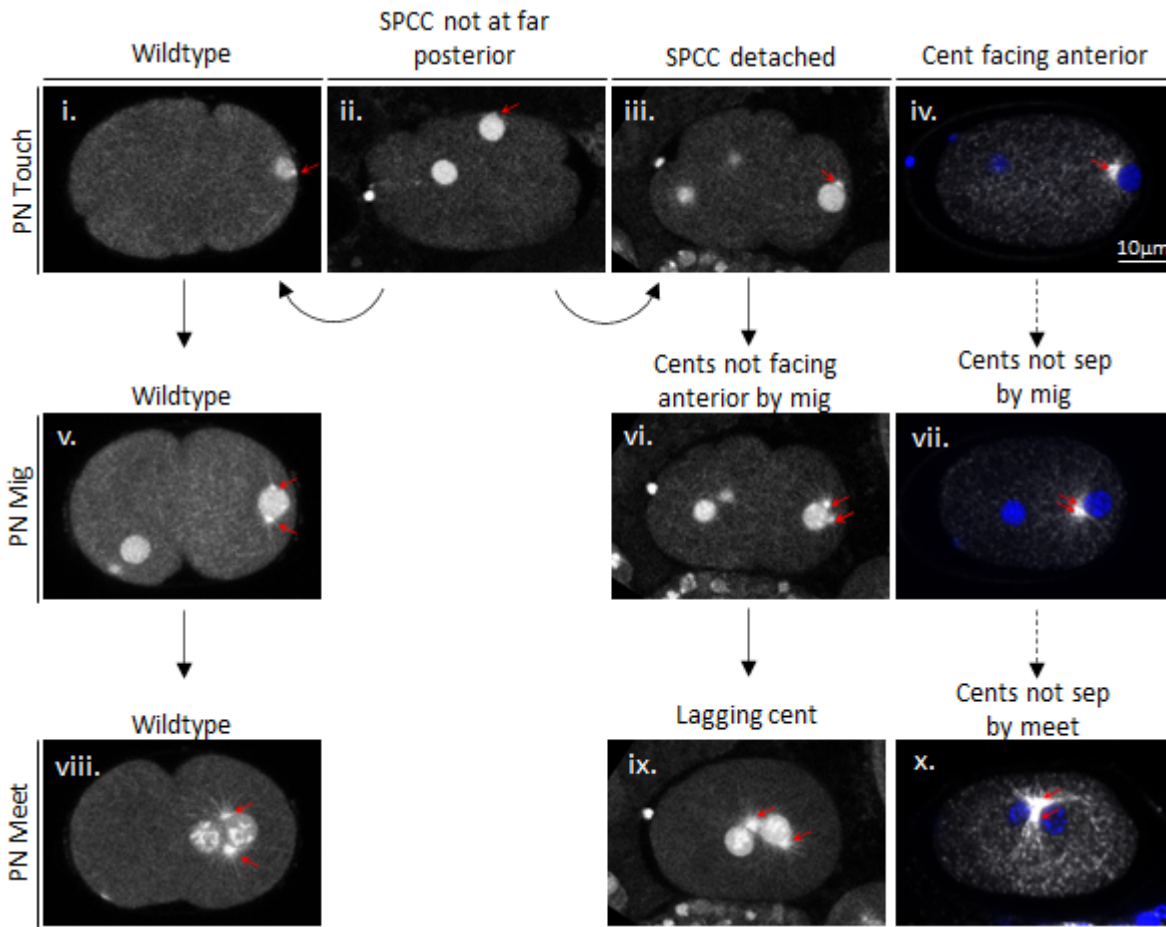 Wildtype
SPCC not at far
posterior
SPCC detached
Cent facing anterior
PN Touch
i.
ii.
iii.
iv.
10µm
Wildtype
Cents not facing
anterior by mig
Cents not sep
by mig
PN Mig
v.
vi.
vii.
Wildtype
Lagging cent
Cents not sep
by meet
PN Meet
viii.
ix.
x.